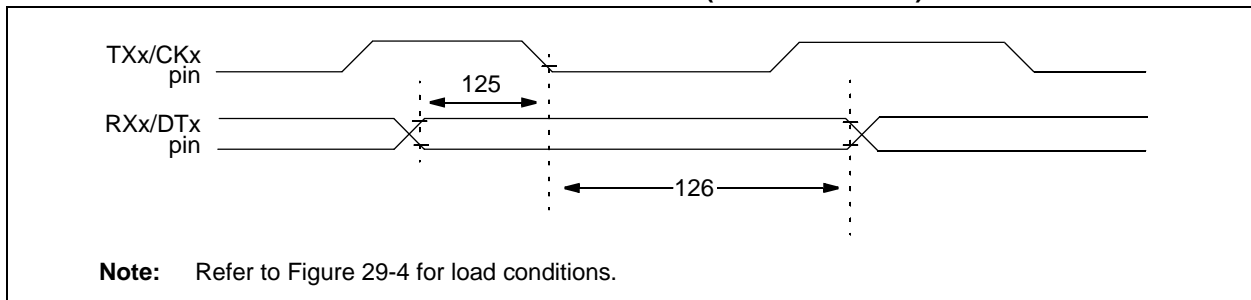 TXx/CKx
pin
125
RXx/DTx
pin
126
Note: Refer to Figure 29-4 for load conditions.